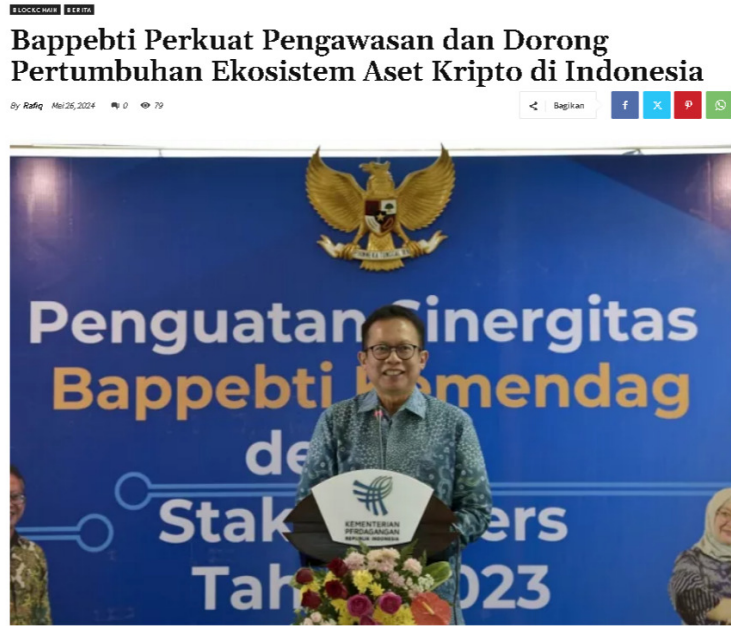 BLOCKCHAIN BERITA
Bappebti Perkuat Pengawasan dan Dorong
Pertumbuhan Ekosistem Aset Kripto di Indonesia
By Rafiq Mei 26, 2024 0 79
Bagikan
Penguatan Sinergitas
Bappebti Kemendag
de
Stak ers
Tah 2023
KEMENTERIAN
PERDAGANGAN
REPUBLIK INDONESIA